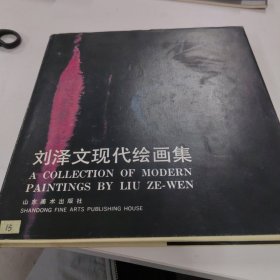 刘泽文现代绘画集
A COLLECTION OF MODERN
PAINTINGS BY LIU ZE-WEN
山东美术出版社
SHANDONG FINE ARTS PUBLISHING HOUSE
15